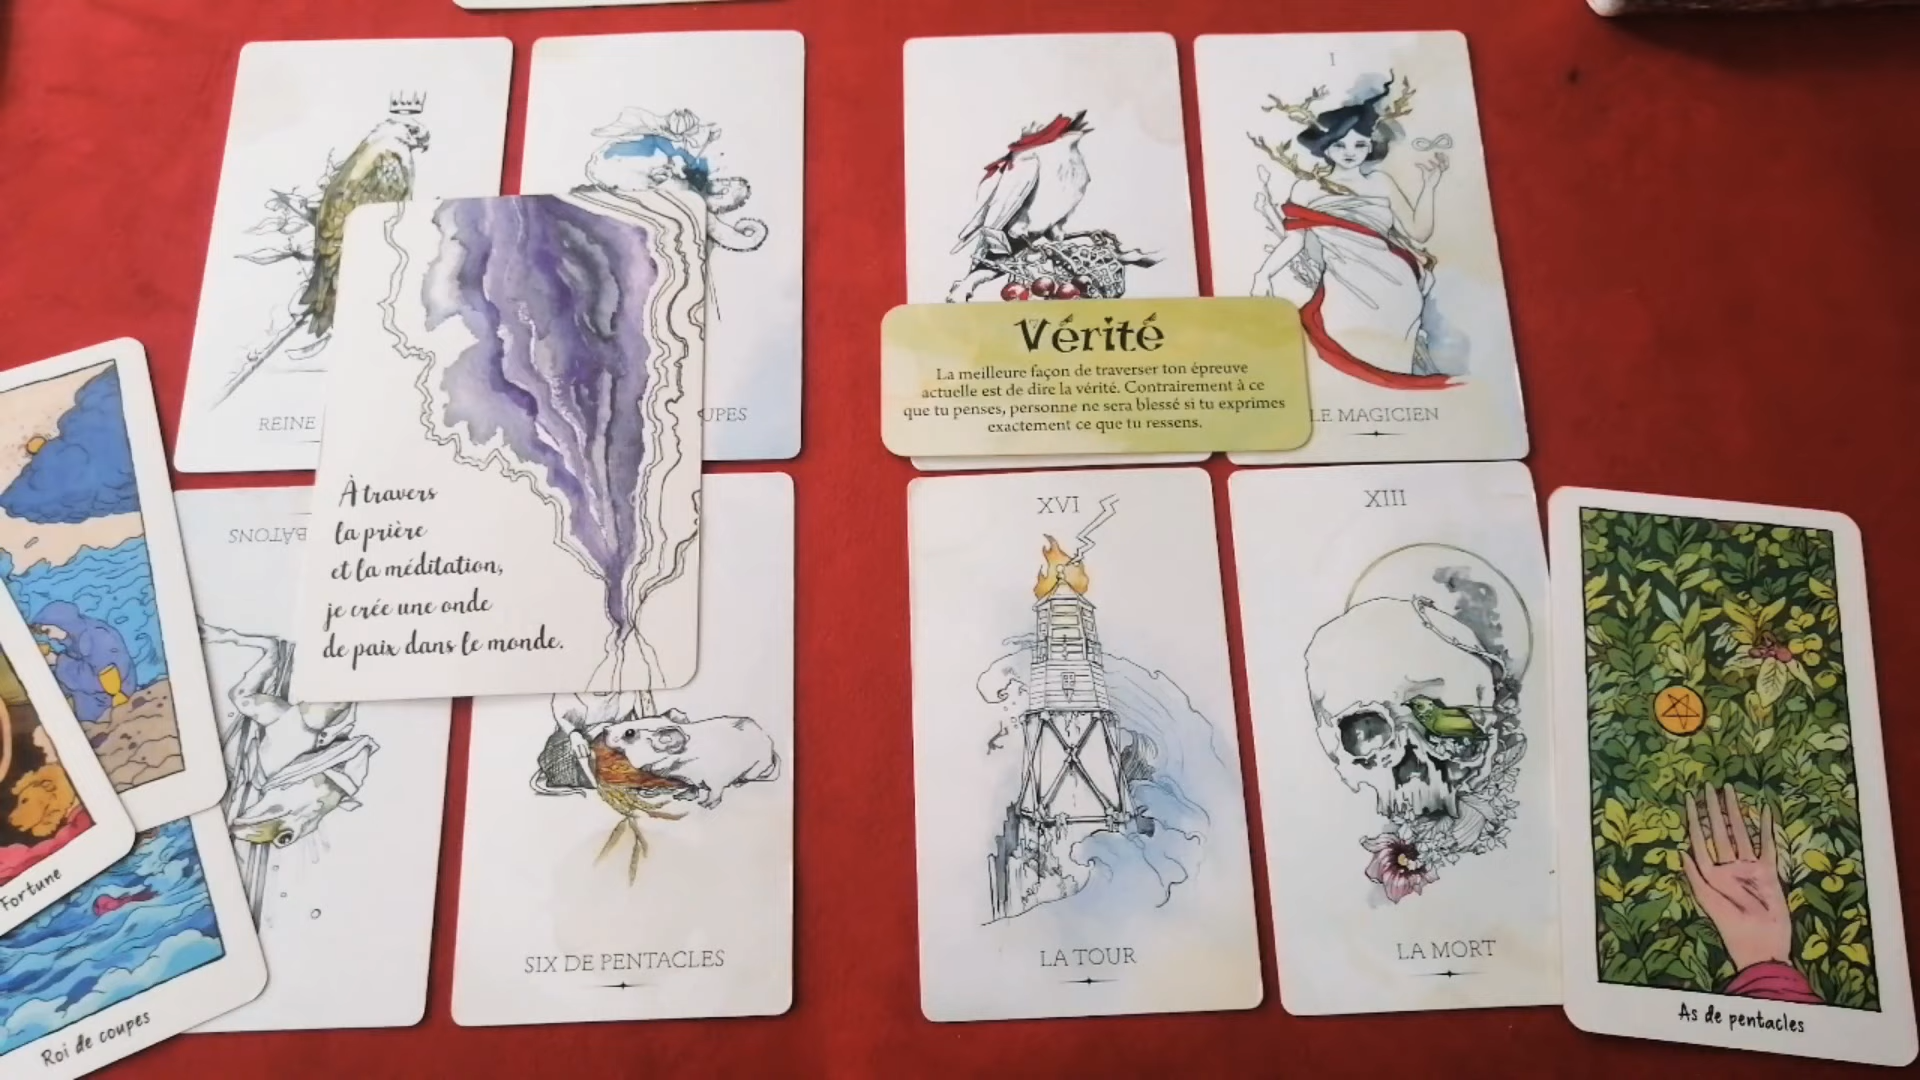 REINE
UPES
I
LE MAGICIEN
Vérité
La meilleure façon de traverser ton épreuve
actuelle est de dire la vérité. Contrairement à ce
que tu penses, personne ne sera blessé si tu exprimes
exactement ce que tu ressens.
À travers
la prière
et la méditation,
je crée une onde
de paix dans le monde.
BATONS
SIX DE PENTACLES
XVI
LA TOUR
XIII
LA MORT
As de pentacles
Fortune
Roi de coupes